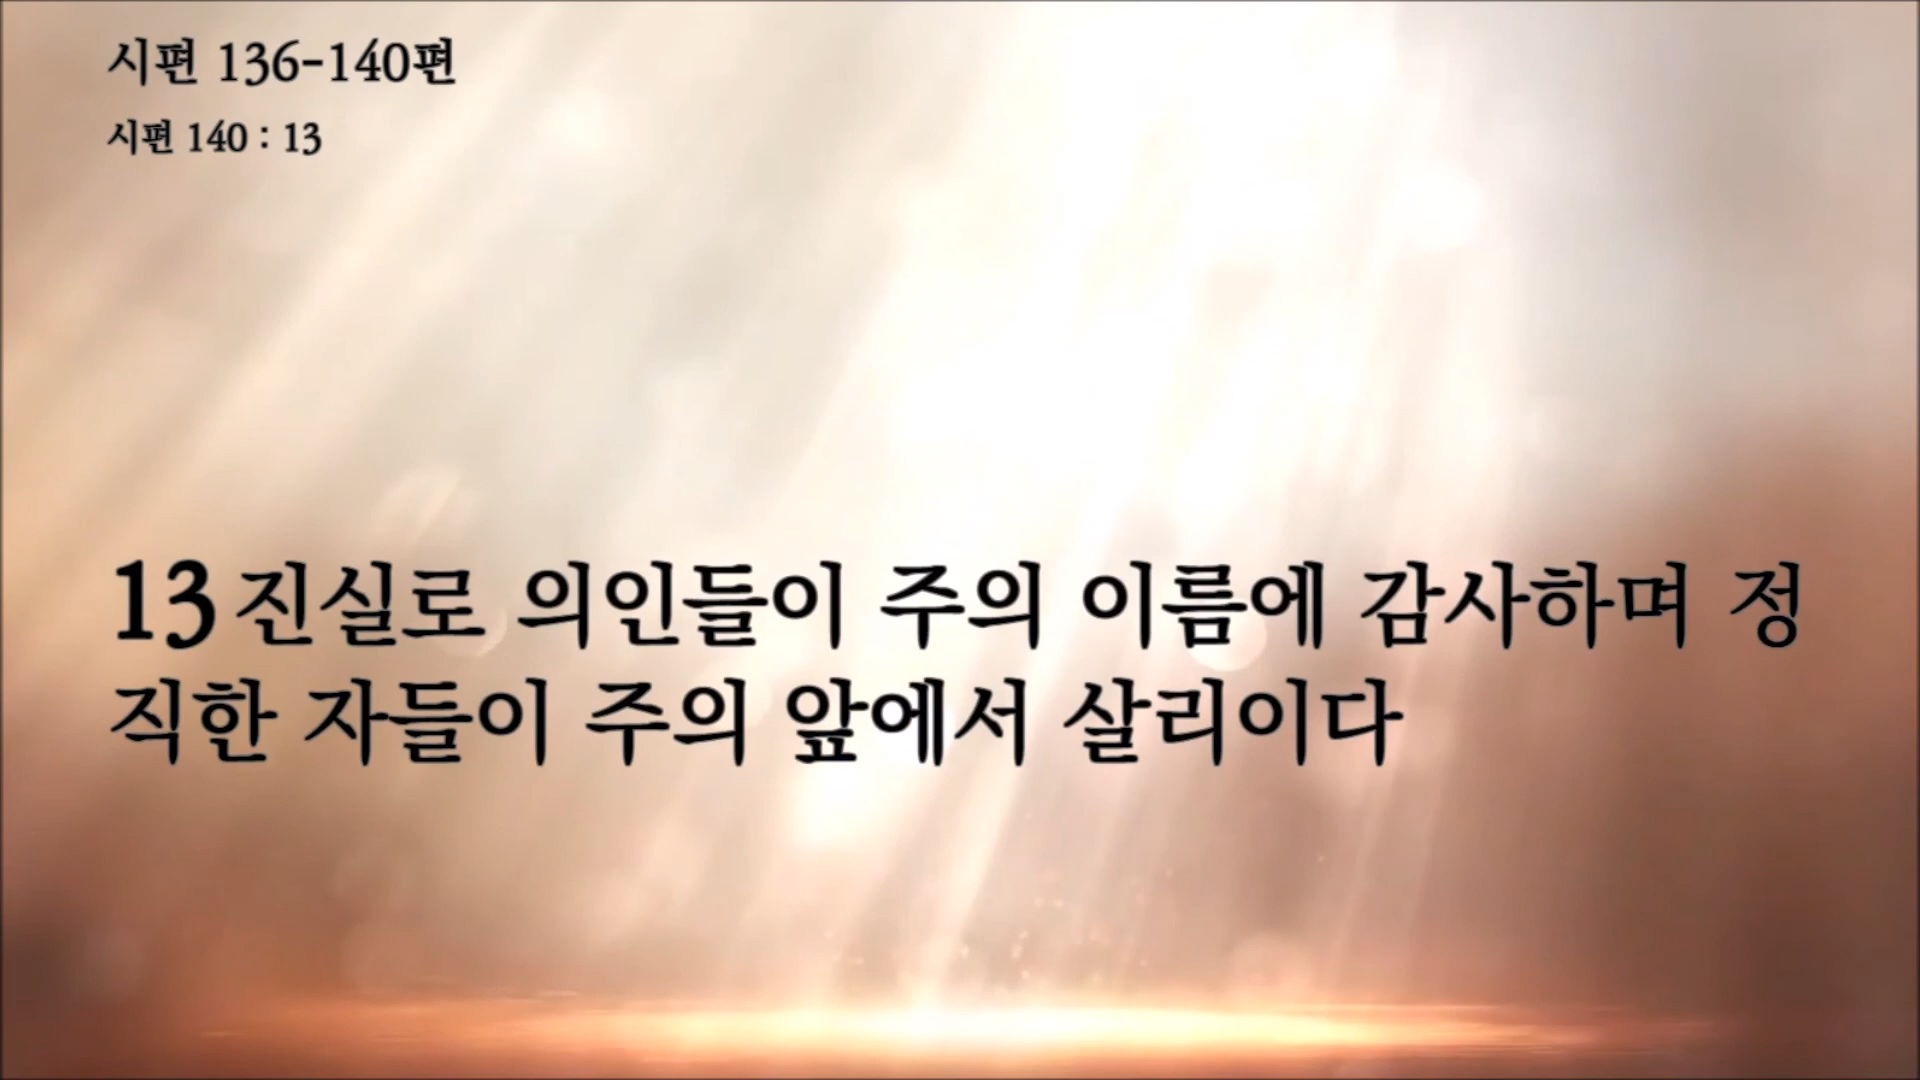 시편 136-140편
시편 140 : 13
13 진실로 의인들이 주의 이름에 감사하며 정
직한 자들이 주의 앞에서 살리이다